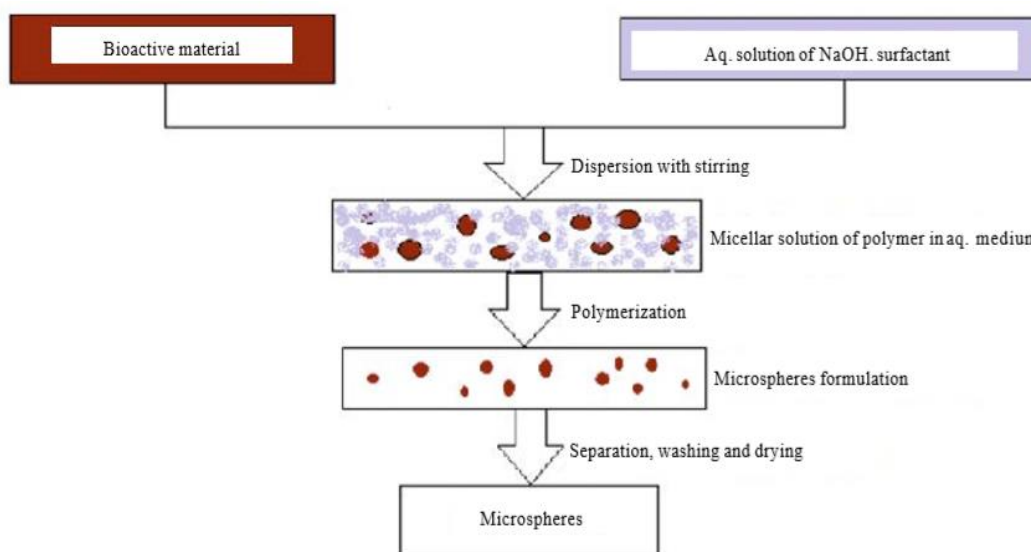 Bioactive material
Aq. solution of NaOH. surfactant
Dispersion with stirring
Micellar solution of polymer in aq. medium
Polymerization
Microspheres formulation
Separation, washing and drying
Microspheres